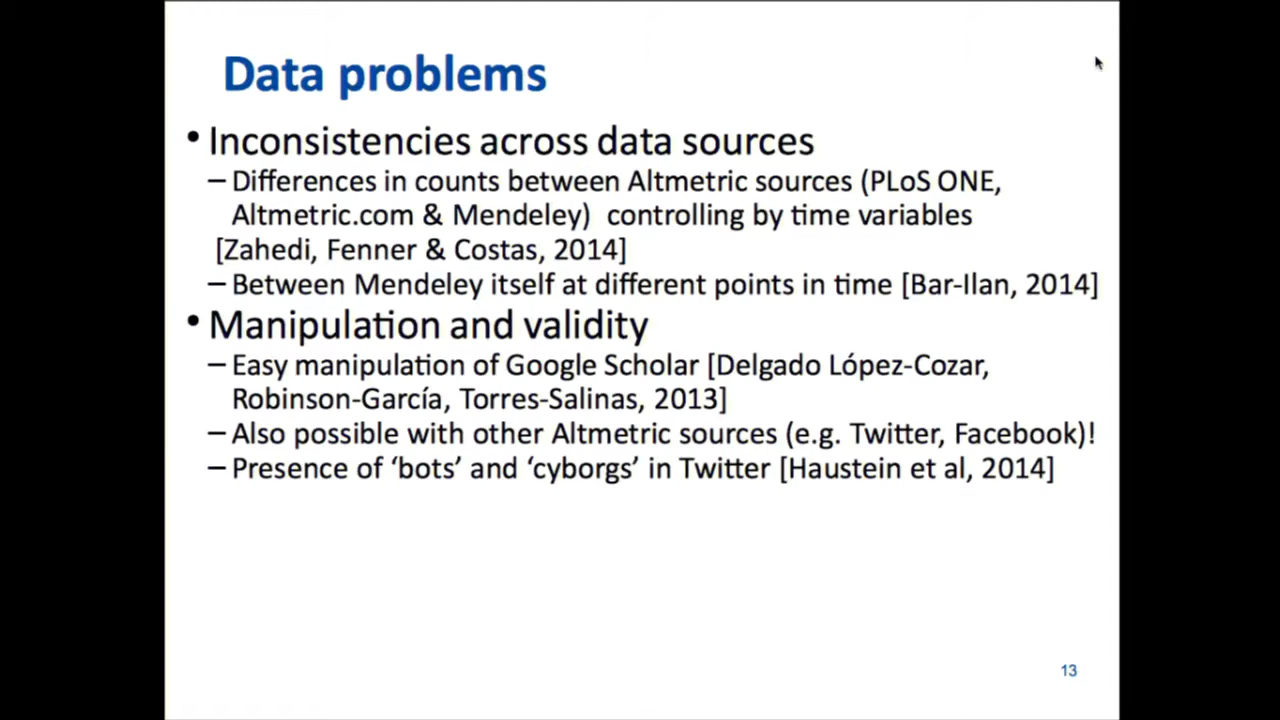 Data problems
• Inconsistencies across data sources
– Differences in counts between Altmetric sources (PLoS ONE,
Altmetric.com & Mendeley)  controlling by time variables
[Zahedi, Fenner & Costas, 2014]
– Between Mendeley itself at different points in time [Bar-Ilan, 2014]
• Manipulation and validity
– Easy manipulation of Google Scholar [Delgado López-Cozar,
Robinson-García, Torres-Salinas, 2013]
– Also possible with other Altmetric sources (e.g. Twitter, Facebook)!
– Presence of ‘bots’ and ‘cyborgs’ in Twitter [Haustein et al, 2014]
13